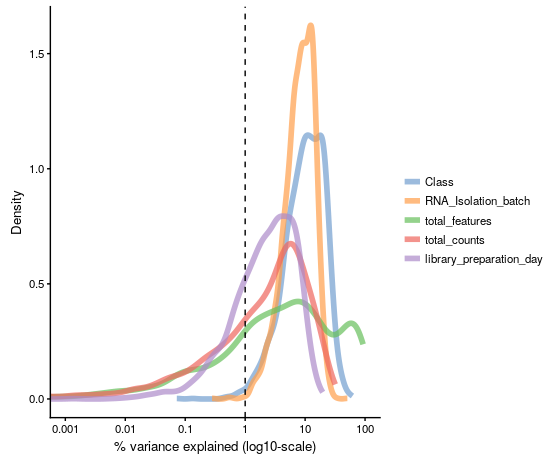 1.5
1.0
0.5
0.0
Density
0.001
0.01
0.1
1
10
100
% variance explained (log10-scale)
Class
RNA_Isolation_batch
total_features
total_counts
library_preparation_day